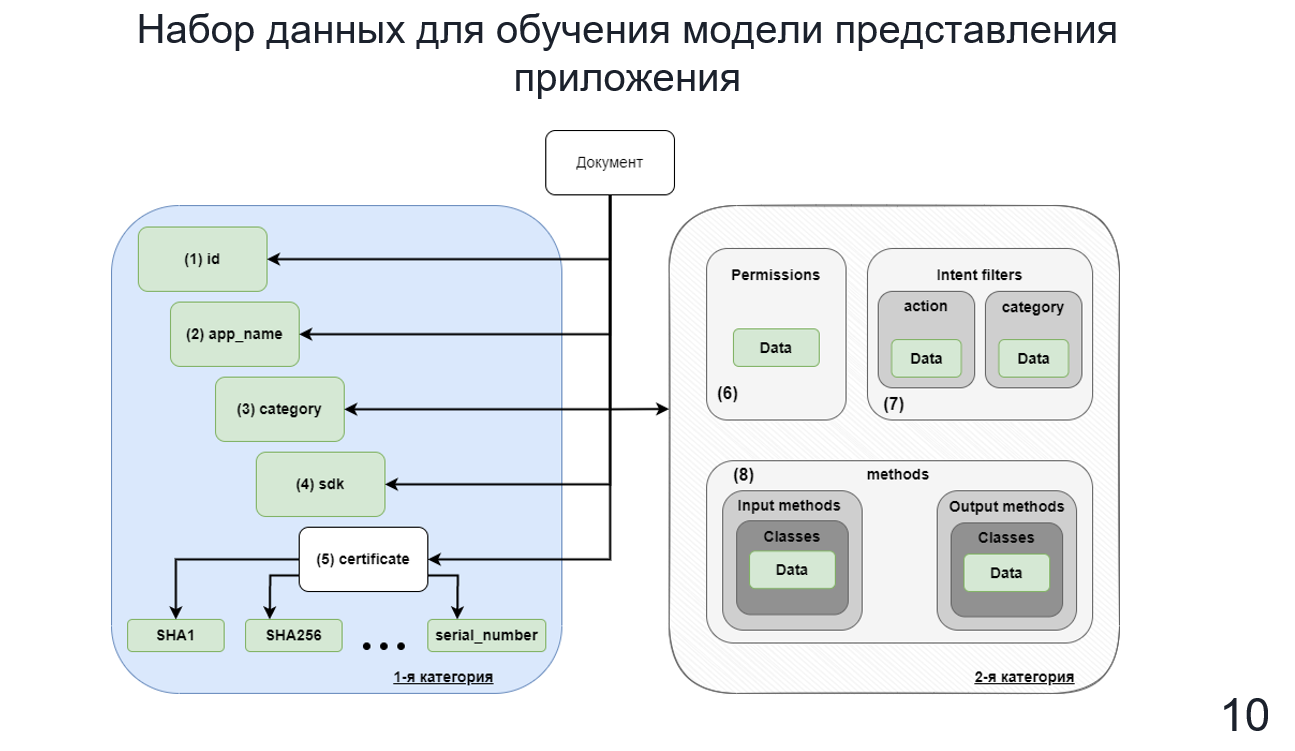 Набор данных для обучения модели представления
приложения
Документ
(1) id
(2) app_name
(3) category
(4) sdk
(5) certificate
SHA1
SHA256
• • •
serial_number
1-я категория
Permissions
Data
(6)
Intent filters
action
Data
category
Data
(7)
(8)
methods
Input methods
Classes
Data
Output methods
Classes
Data
2-я категория
10